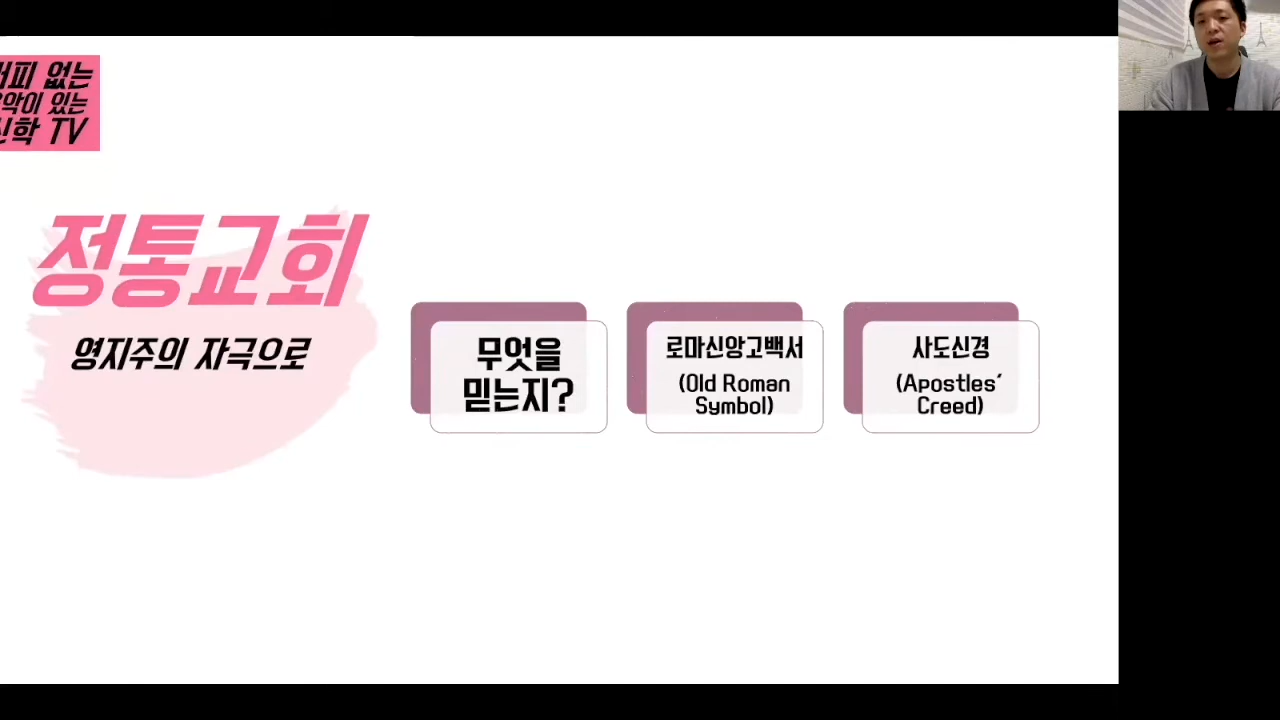 없는
있는
TV
정통교회
영지주의 자극으로
무엇을
믿는지?
로마신앙고백서
(Old Roman
Symbol)
사도신경
(Apostles’
Creed)